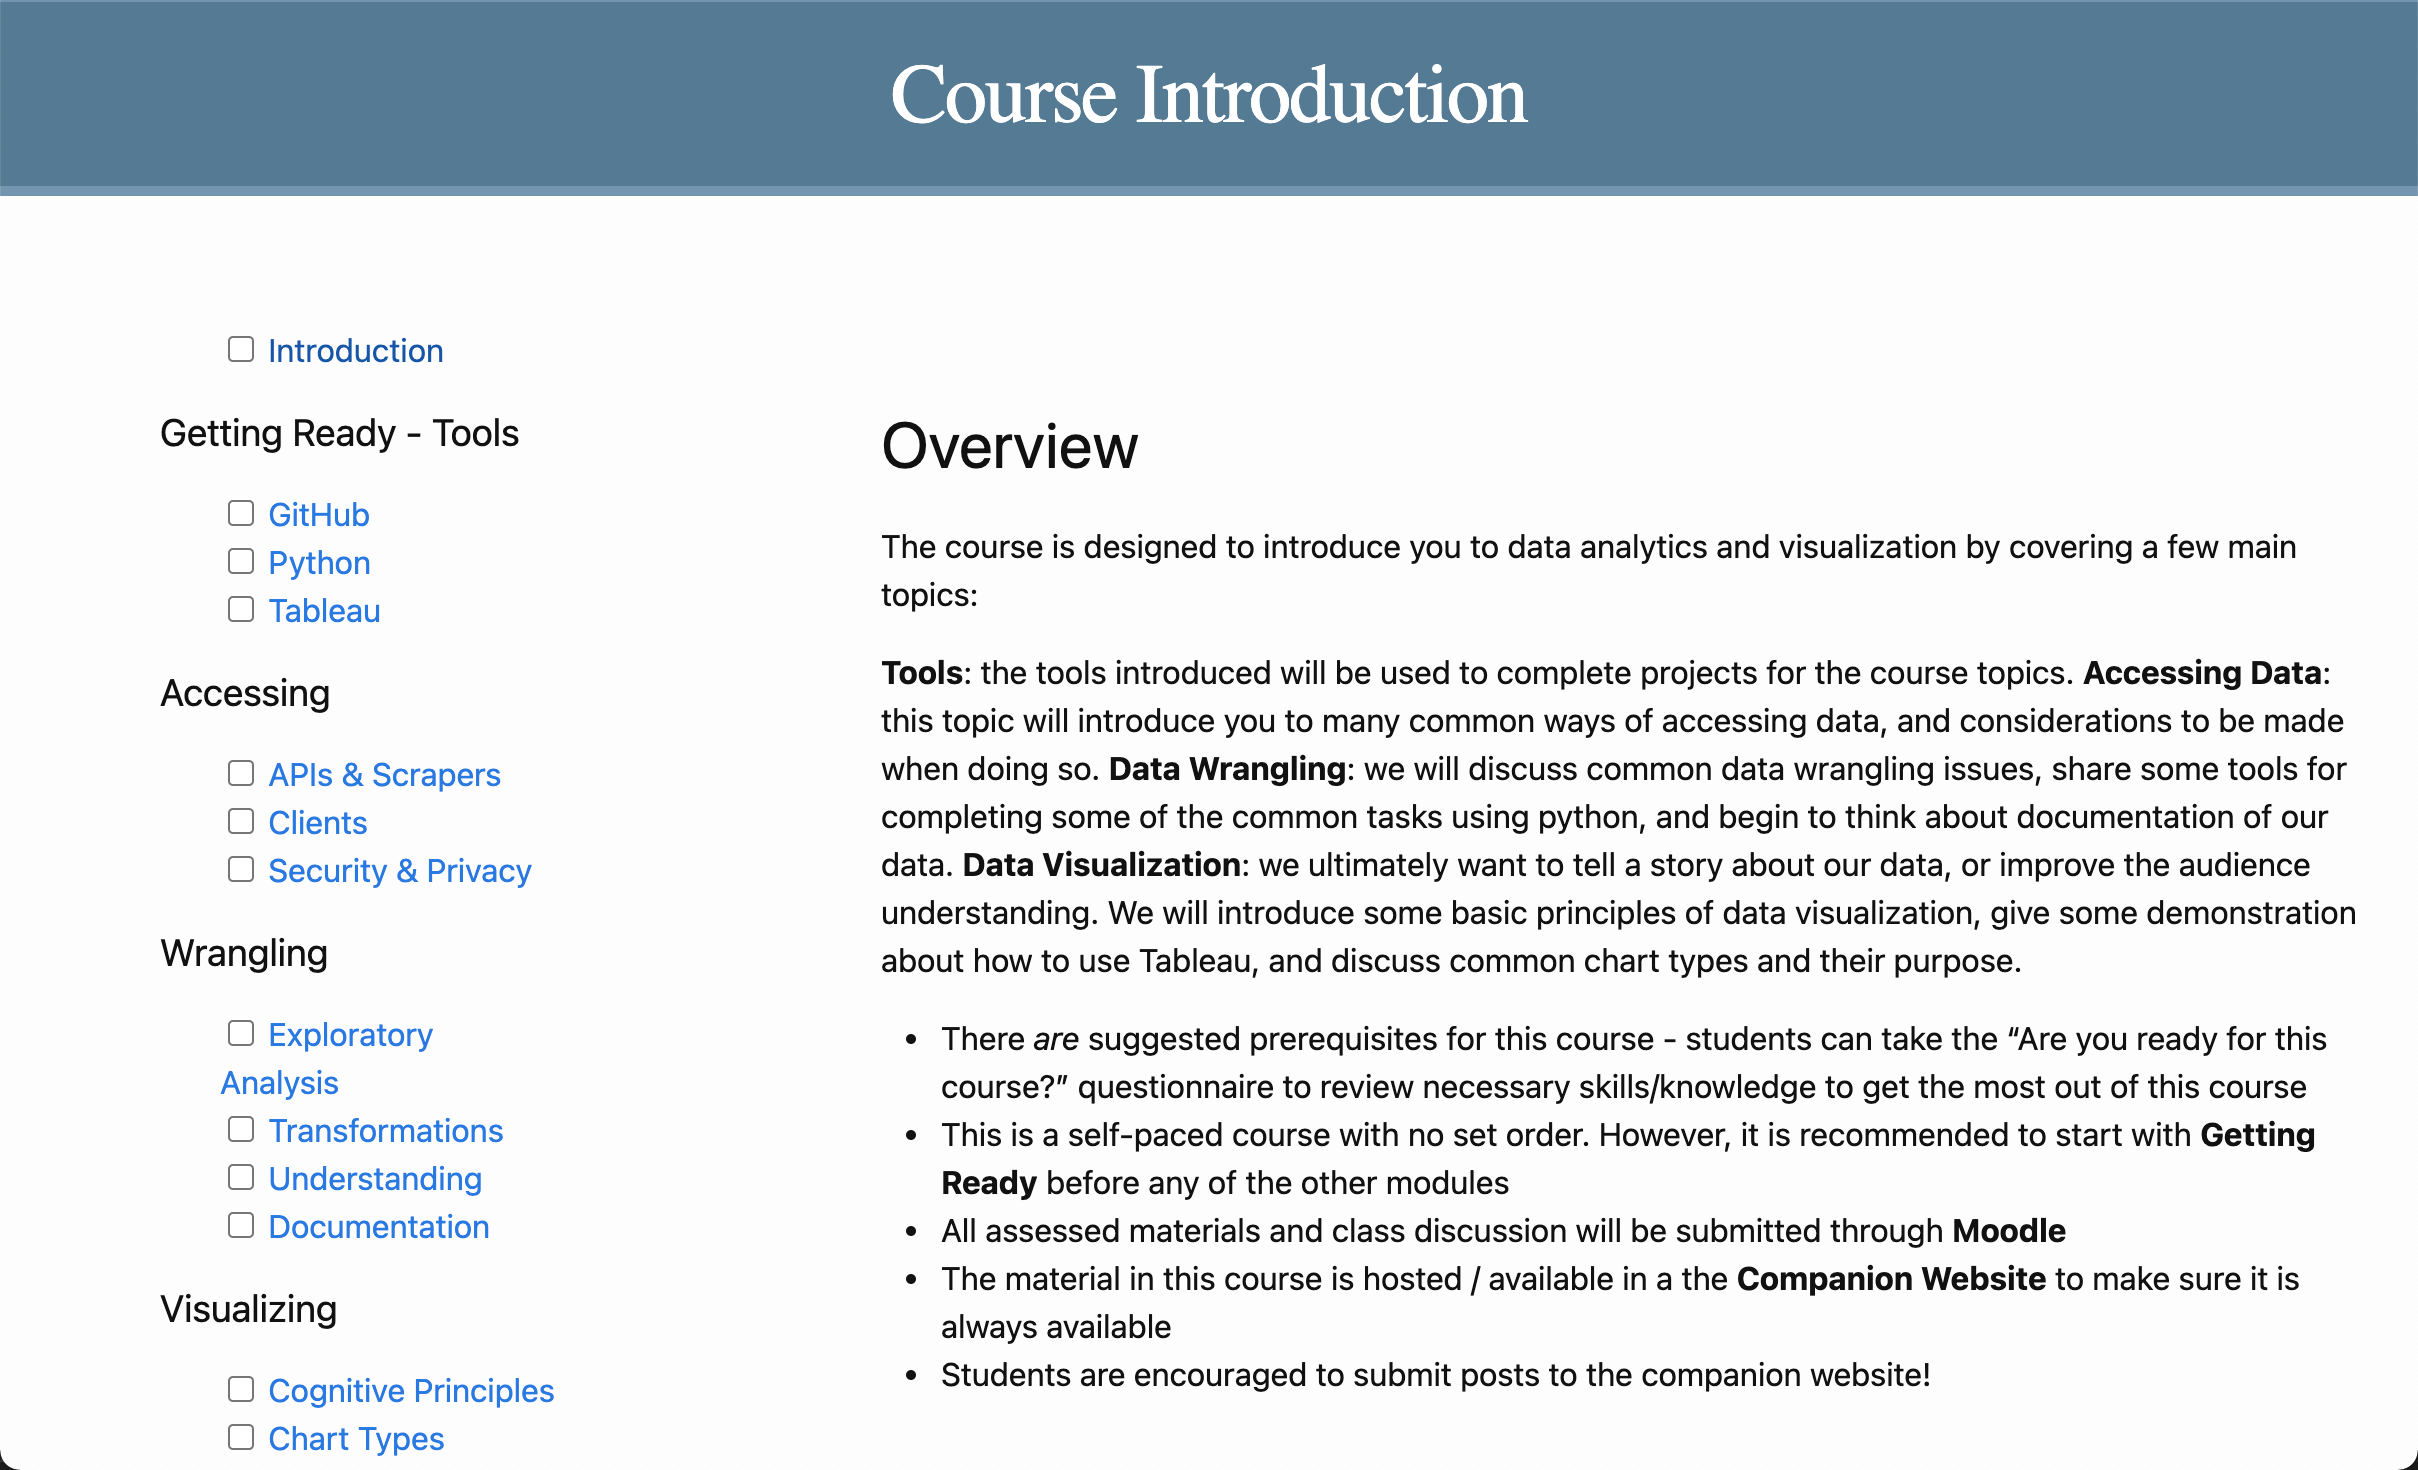 Course Introduction
Introduction
Getting Ready - Tools
GitHub
Python
Tableau
Accessing
APIs & Scrapers
Clients
Security & Privacy
Wrangling
Exploratory
Analysis
Transformations
Understanding
Documentation
Visualizing
Cognitive Principles
Chart Types
Overview
The course is designed to introduce you to data analytics and visualization by covering a few main
topics:
Tools: the tools introduced will be used to complete projects for the course topics. Accessing Data:
this topic will introduce you to many common ways of accessing data, and considerations to be made
when doing so. Data Wrangling: we will discuss common data wrangling issues, share some tools for
completing some of the common tasks using python, and begin to think about documentation of our
data. Data Visualization: we ultimately want to tell a story about our data, or improve the audience
understanding. We will introduce some basic principles of data visualization, give some demonstration
about how to use Tableau, and discuss common chart types and their purpose.
• There are suggested prerequisites for this course - students can take the “Are you ready for this
course?” questionnaire to review necessary skills/knowledge to get the most out of this course
• This is a self-paced course with no set order. However, it is recommended to start with Getting
Ready before any of the other modules
• All assessed materials and class discussion will be submitted through Moodle
• The material in this course is hosted / available in a the Companion Website to make sure it is
always available
• Students are encouraged to submit posts to the companion website!